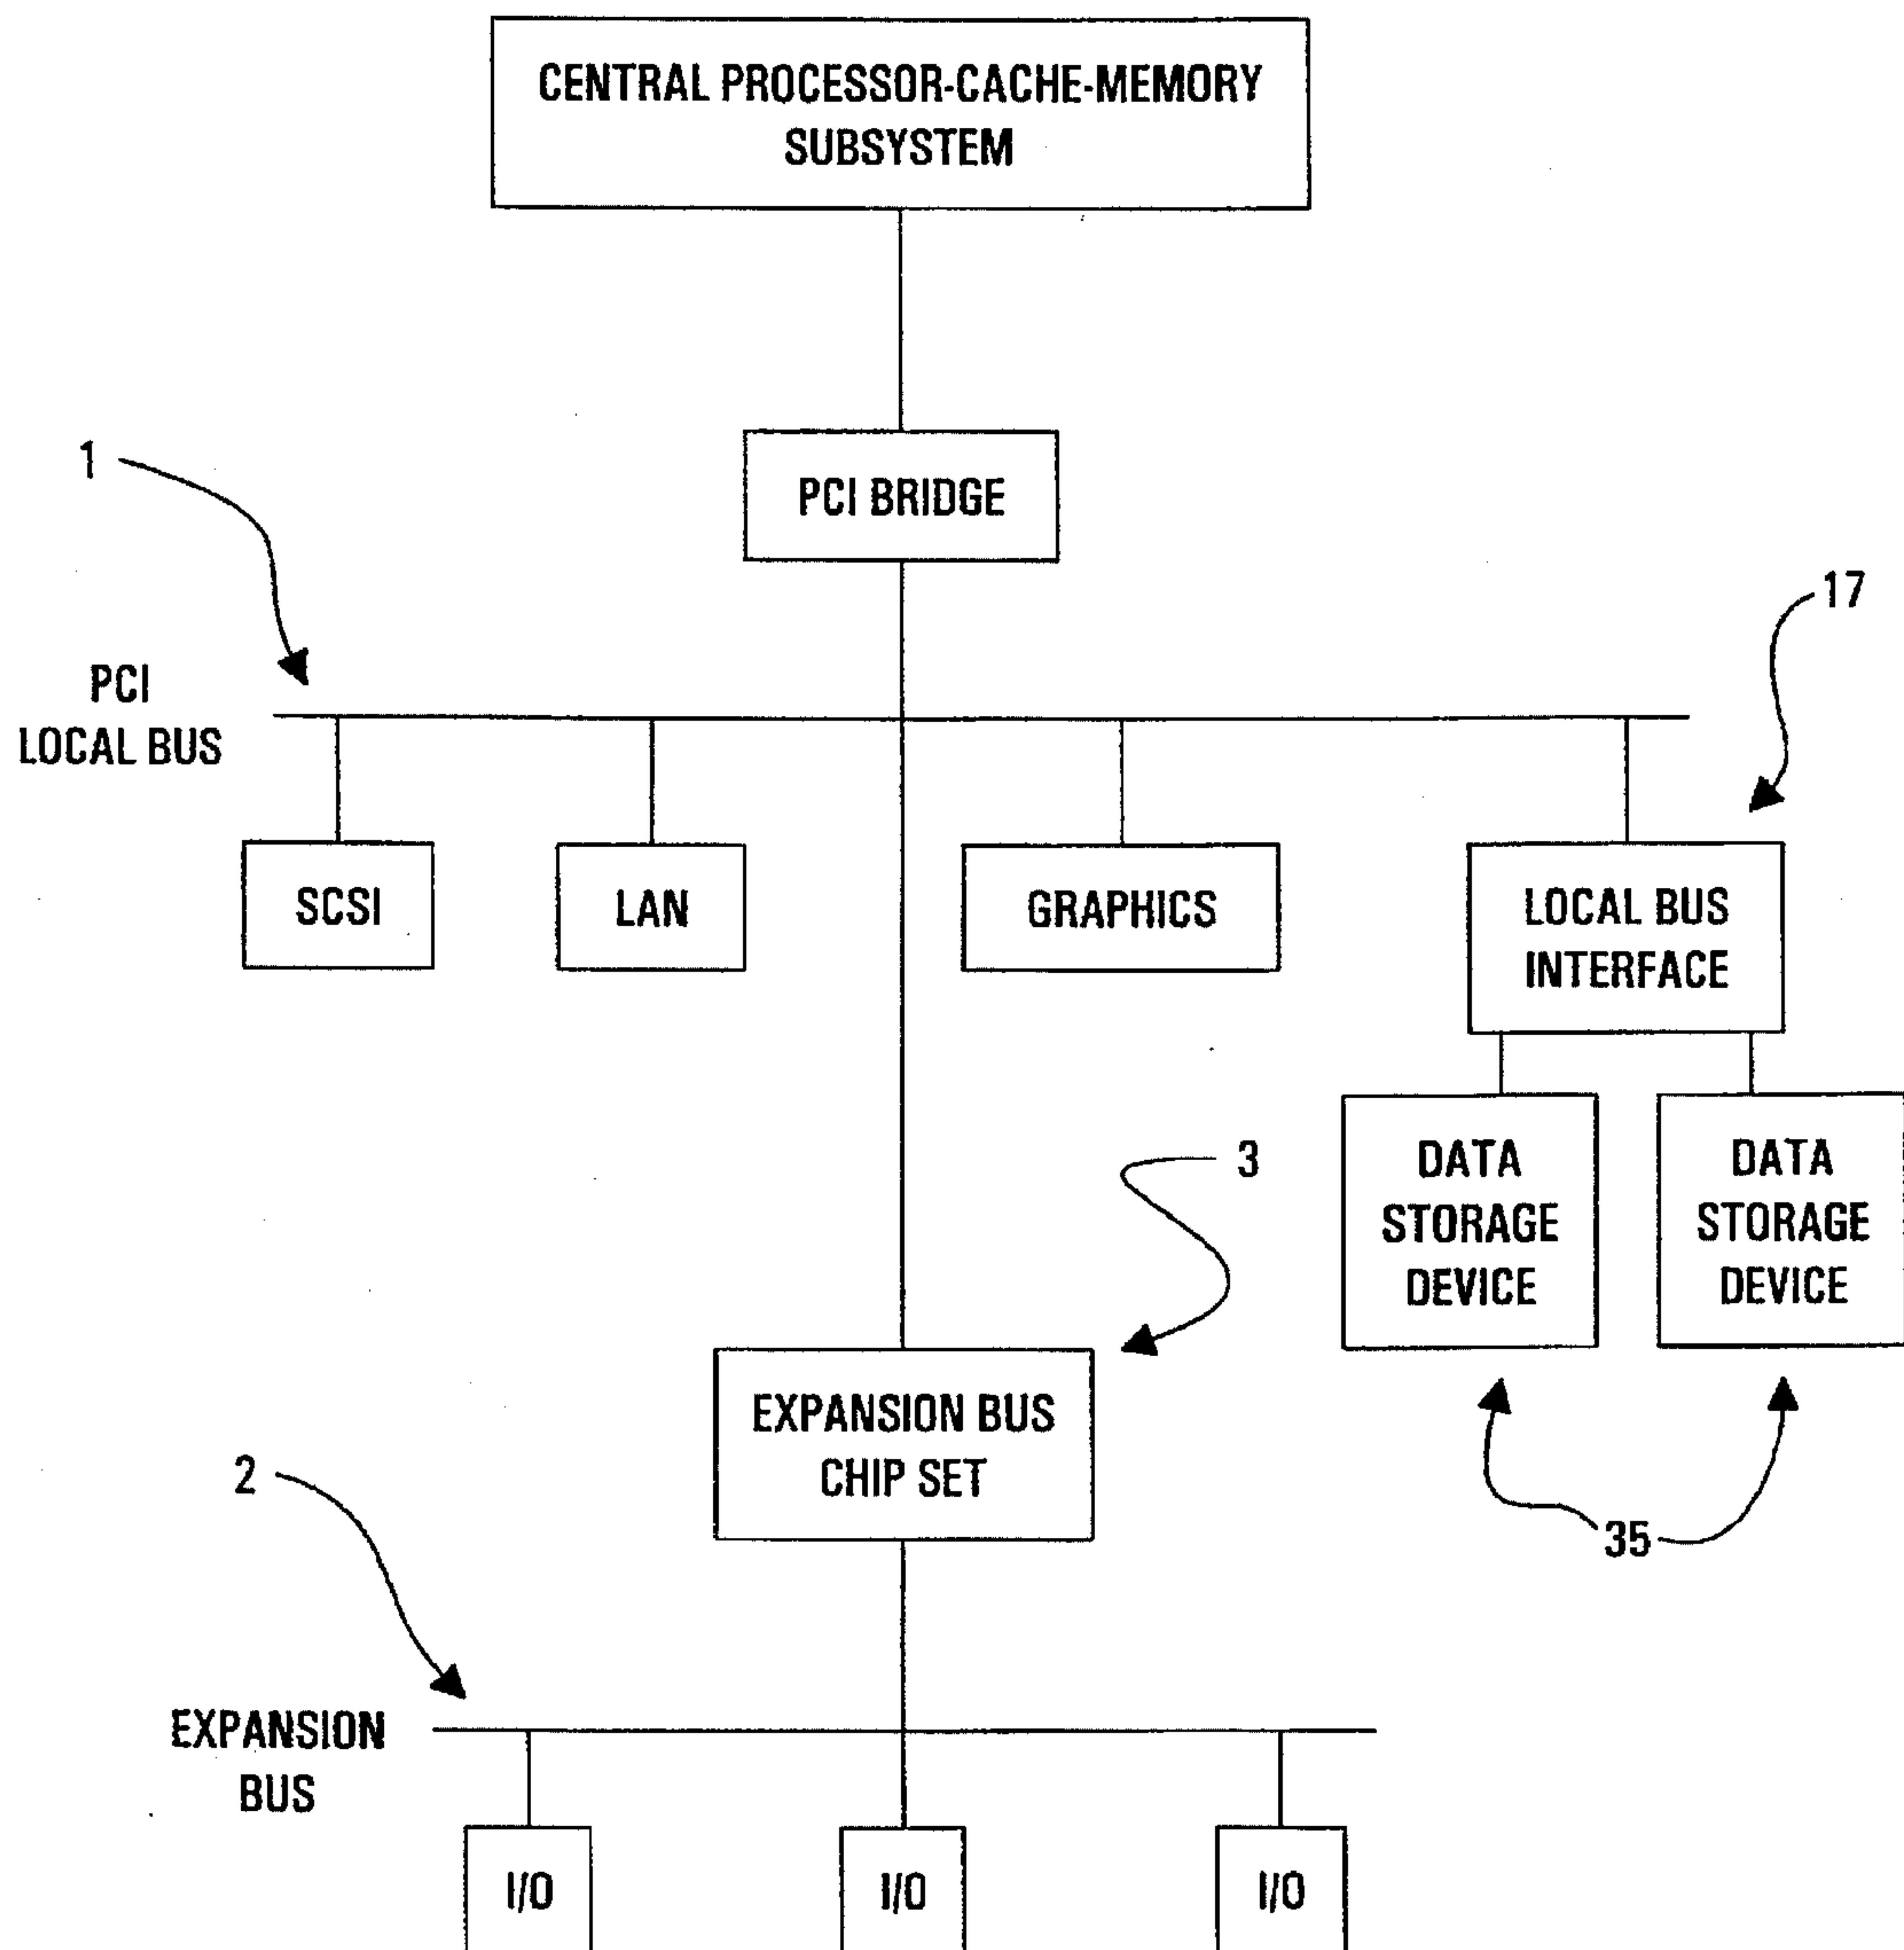 CENTRAL PROCESSOR-CACHE-MEMORY
SUBSYSTEM
1
PCI BRIDGE
17
PCI
LOCAL BUS
SCSI
LAN
GRAPHICS
LOCAL BUS
INTERFACE
3
DATA
STORAGE
DEVICE
DATA
STORAGE
DEVICE
EXPANSION BUS
CHIP SET
2
35
EXPANSION
BUS
I/O
I/O
I/O